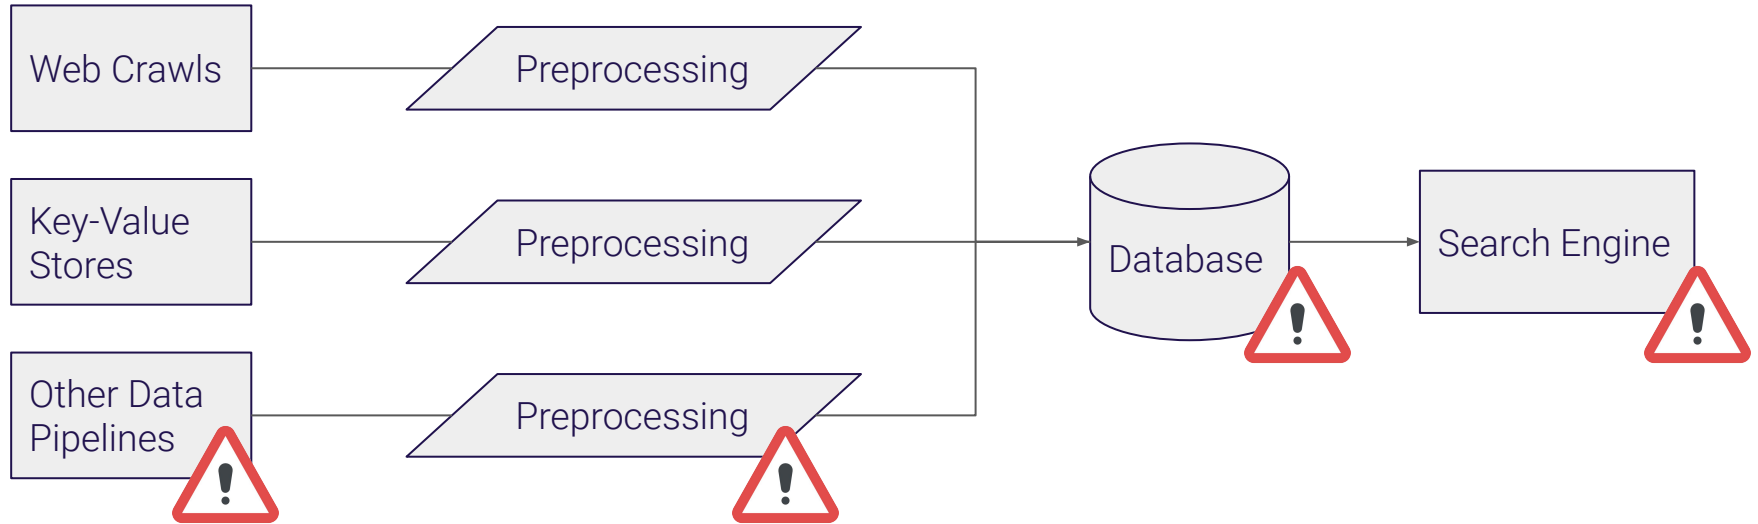 Web Crawls
Preprocessing
Key-Value
Stores
Preprocessing
Database
Search Engine
Other Data
Pipelines
Preprocessing